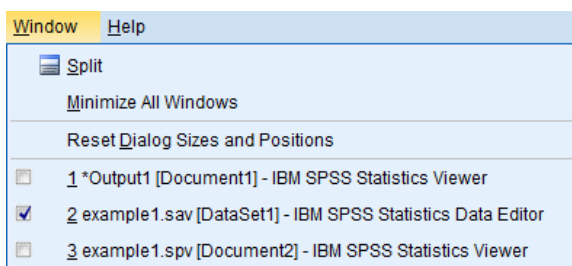 Window Help
Split
Minimize All Windows
Reset Dialog Sizes and Positions
1 *Output1 [Document1] - IBM SPSS Statistics Viewer
2 example1.sav [DataSet1] - IBM SPSS Statistics Data Editor
3 example1.spv [Document2] - IBM SPSS Statistics Viewer